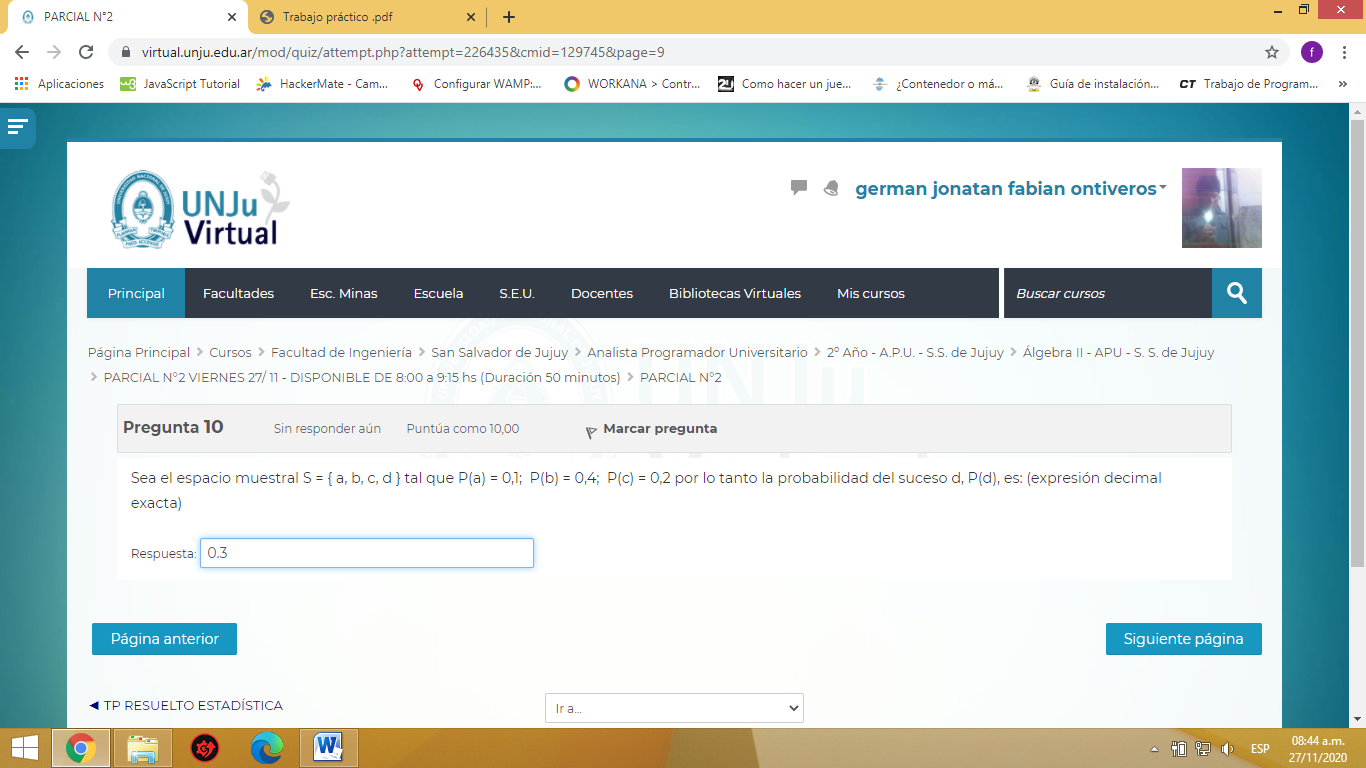 PARCIAL N°2
Trabajo práctico .pdf
virtual.unju.edu.ar/mod/quiz/attempt.php?attempt=226435&cmid=129745&page=9
f
Aplicaciones
JavaScript Tutorial
HackerMate - Cam...
Configurar WAMP:...
WORKANA > Contr...
Como hacer un jue...
¿Contenedor o má...
Guía de instalación...
CT Trabajo de Program...
UNJu
Virtual
german jonatan fabian ontiveros
Principal Facultades Esc. Minas Escuela S.E.U. Docentes Bibliotecas Virtuales Mis cursos Buscar cursos
Página Principal Cursos Facultad de Ingeniería San Salvador de Jujuy Analista Programador Universitario 2º Año - A.P.U. - S.S. de Jujuy Álgebra II - APU - S. S. de Jujuy
PARCIAL N°2 VIERNES 27/ 11 - DISPONIBLE DE 8:00 a 9:15 hs (Duración 50 minutos) PARCIAL N°2
Pregunta 10 Sin responder aún Puntúa como 10,00 Marcar pregunta
Sea el espacio muestral S = { a, b, c, d } tal que P(a) = 0,1; P(b) = 0,4; P(c) = 0,2 por lo tanto la probabilidad del suceso d, P(d), es: (expresión decimal
exacta)
Respuesta: 0.3
Página anterior
Siguiente página
◄ TP RESUELTO ESTADÍSTICA
Ir a...
ESP
08:44 a.m.
27/11/2020